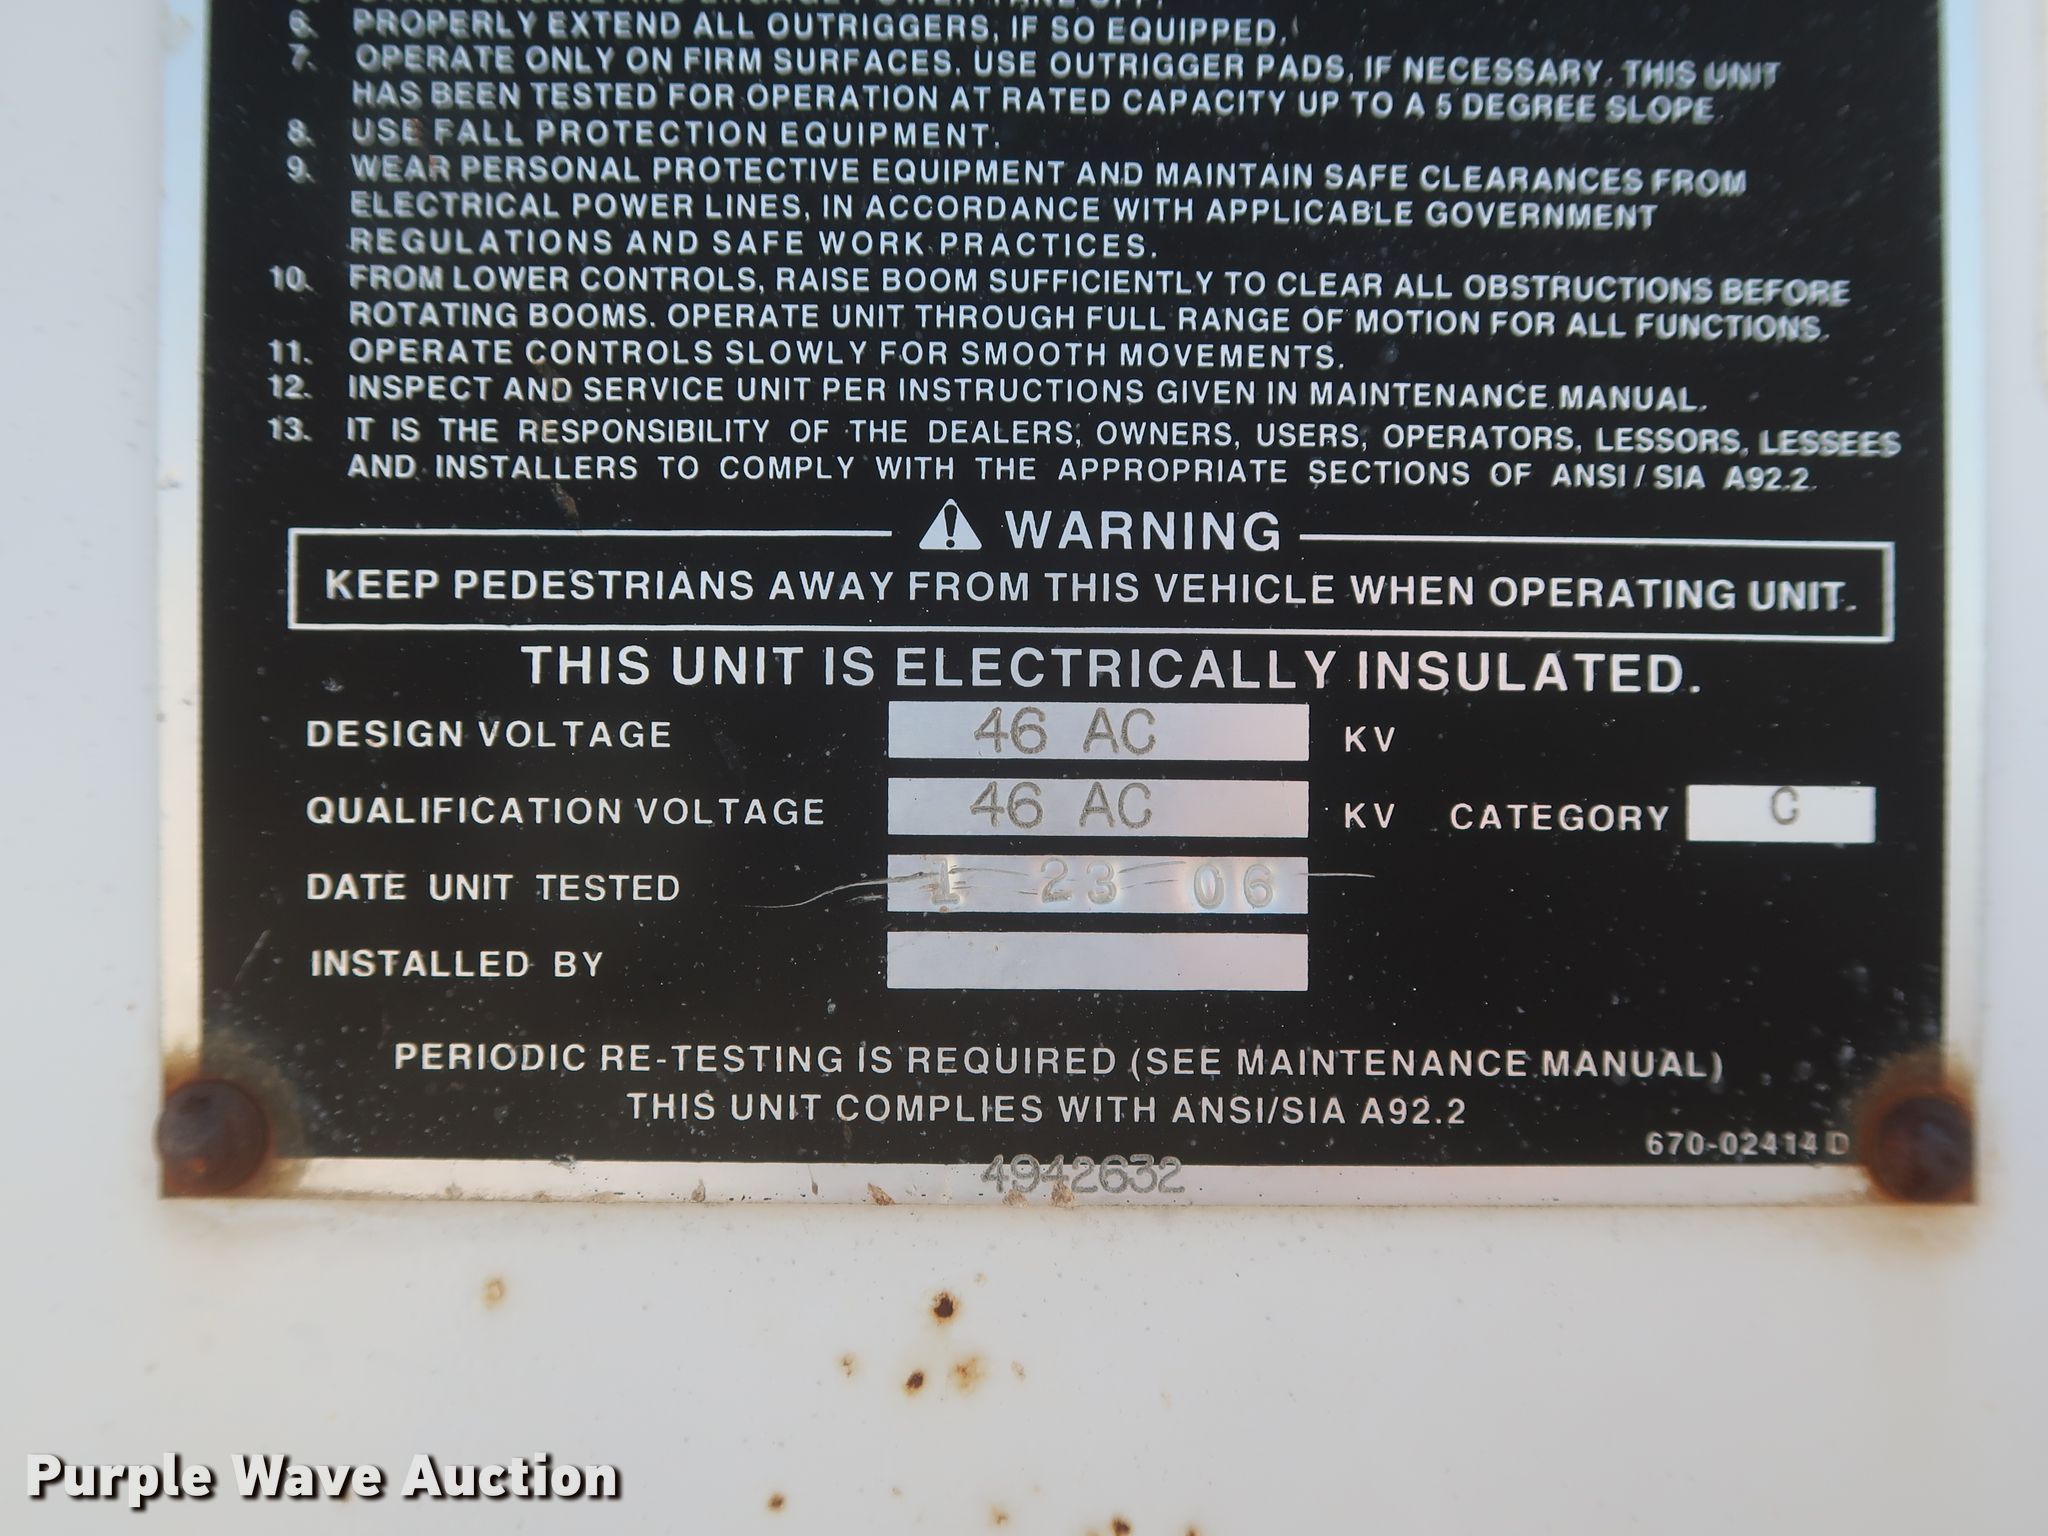 5. START ENGINE AND ENGAGE POWER TAKE OFF.
6. PROPERLY EXTEND ALL OUTRIGGERS, IF SO EQUIPPED.
7. OPERATE ONLY ON FIRM SURFACES. USE OUTRIGGER PADS, IF NECESSARY. THIS UNIT
HAS BEEN TESTED FOR OPERATION AT RATED CAPACITY UP TO A 5 DEGREE SLOPE
8. USE FALL PROTECTION EQUIPMENT.
9. WEAR PERSONAL PROTECTIVE EQUIPMENT AND MAINTAIN SAFE CLEARANCES FROM
ELECTRICAL POWER LINES, IN ACCORDANCE WITH APPLICABLE GOVERNMENT
REGULATIONS AND SAFE WORK PRACTICES.
10. FROM LOWER CONTROLS, RAISE BOOM SUFFICIENTLY TO CLEAR ALL OBSTRUCTIONS BEFORE
ROTATING BOOMS. OPERATE UNIT THROUGH FULL RANGE OF MOTION FOR ALL FUNCTIONS.
11. OPERATE CONTROLS SLOWLY FOR SMOOTH MOVEMENTS.
12. INSPECT AND SERVICE UNIT PER INSTRUCTIONS GIVEN IN MAINTENANCE MANUAL.
13. IT IS THE RESPONSIBILITY OF THE DEALERS, OWNERS, USERS, OPERATORS, LESSORS, LESSEES
AND INSTALLERS TO COMPLY WITH THE APPROPRIATE SECTIONS OF ANSI / SIA A92.2.
WARNING
KEEP PEDESTRIANS AWAY FROM THIS VEHICLE WHEN OPERATING UNIT.
THIS UNIT IS ELECTRICALLY INSULATED.
DESIGN VOLTAGE 46 AC KV
QUALIFICATION VOLTAGE 46 AC KV CATEGORY C
DATE UNIT TESTED 1 23 06
INSTALLED BY
PERIODIC RE-TESTING IS REQUIRED (SEE MAINTENANCE MANUAL)
THIS UNIT COMPLIES WITH ANSI/SIA A92.2
670-02414 D
4942632
Purple Wave Auction